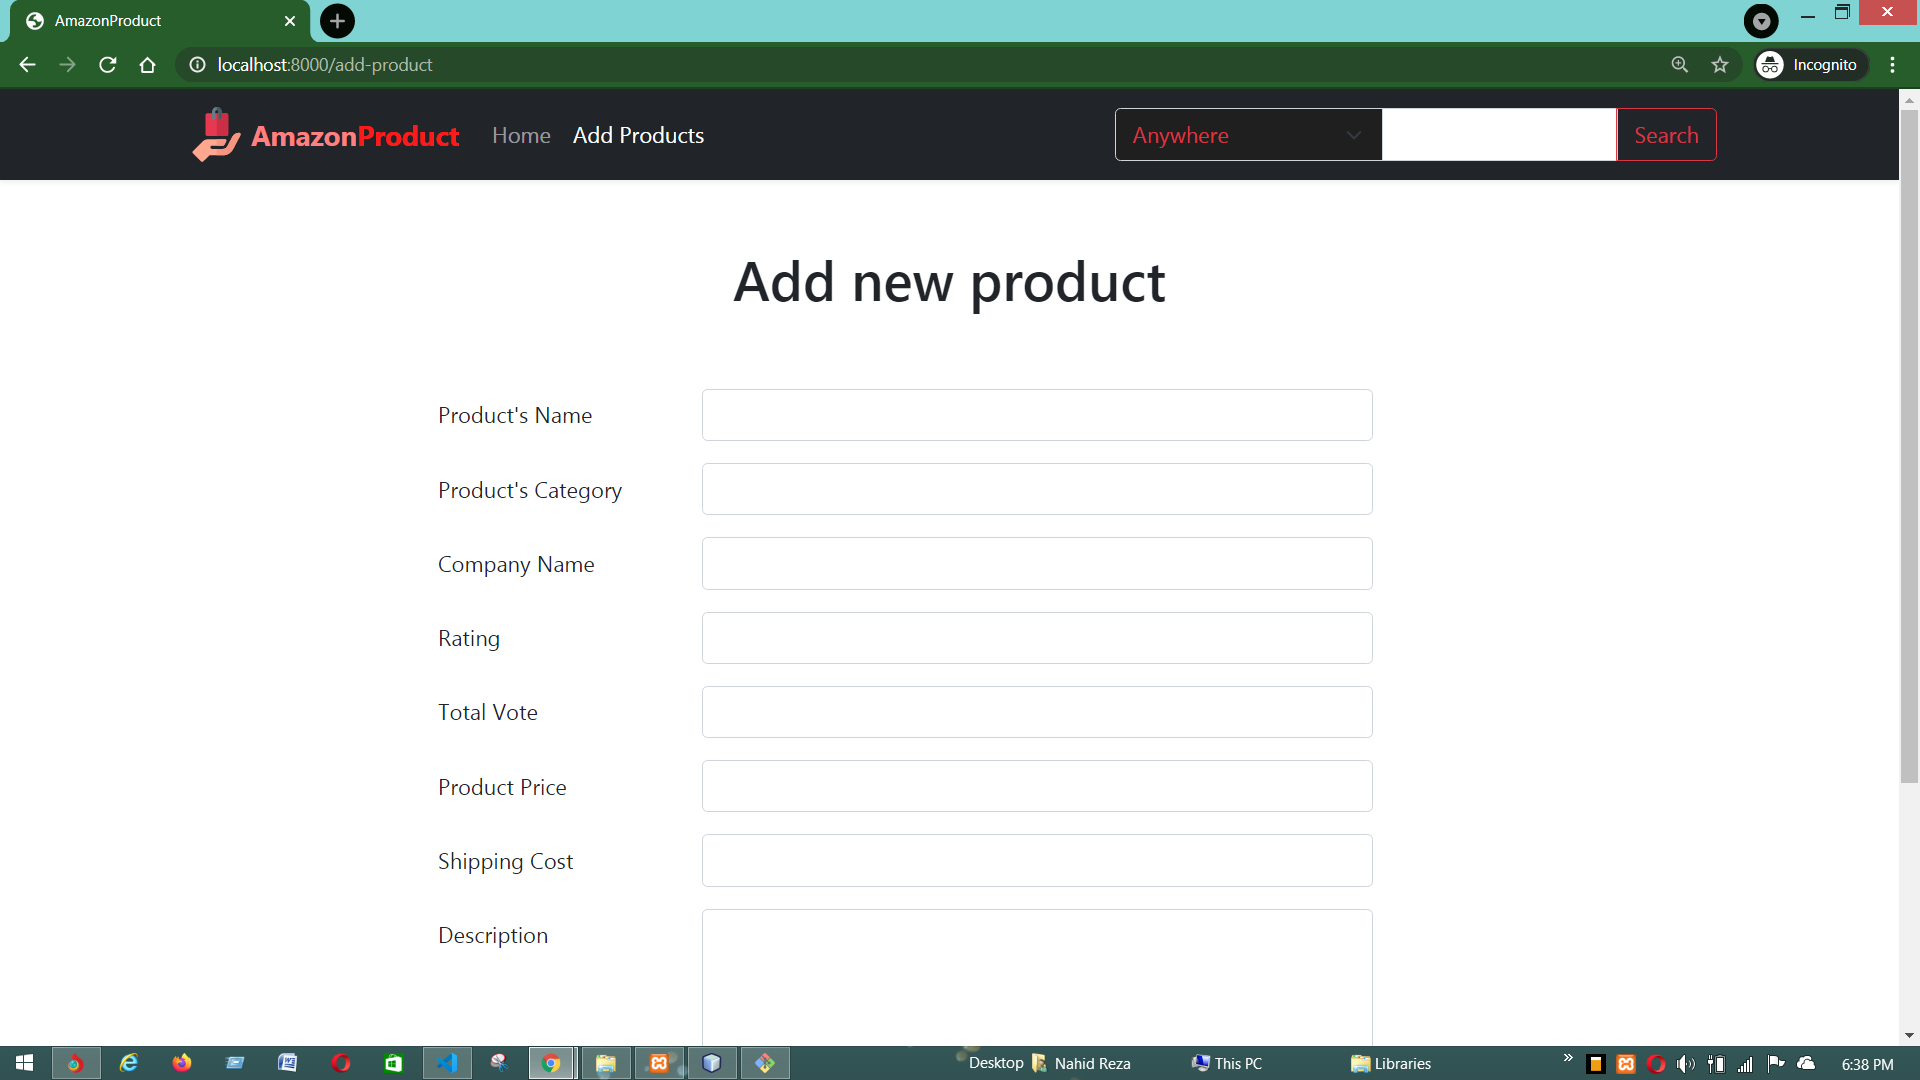 AmazonProduct
localhost:8000/add-product
Incognito
AmazonProduct Home Add Products Anywhere Search
Add new product
Product's Name
Product's Category
Company Name
Rating
Total Vote
Product Price
Shipping Cost
Description
Desktop Nahid Reza This PC Libraries 6:38 PM